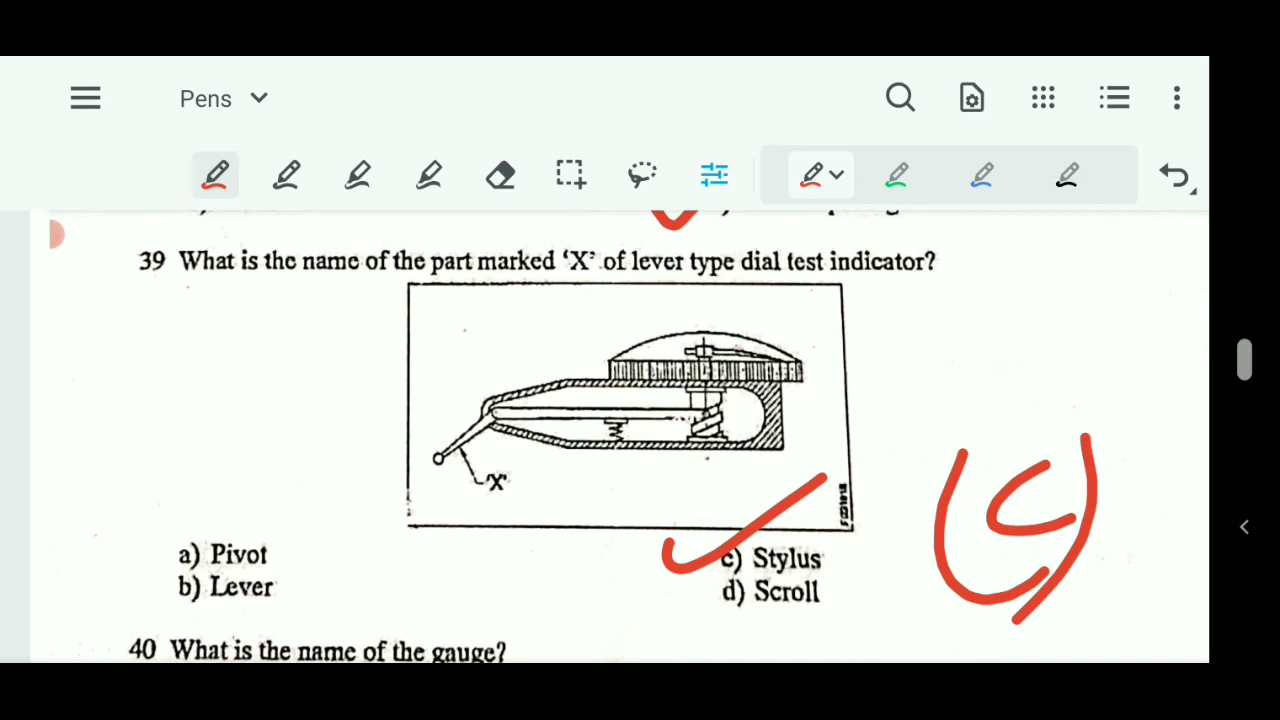 Pens
39 What is the name of the part marked ‘X’ of lever type dial test indicator?
‘X’
a) Pivot
c) Stylus
b) Lever
d) Scroll
(c)
40 What is the name of the gauge?